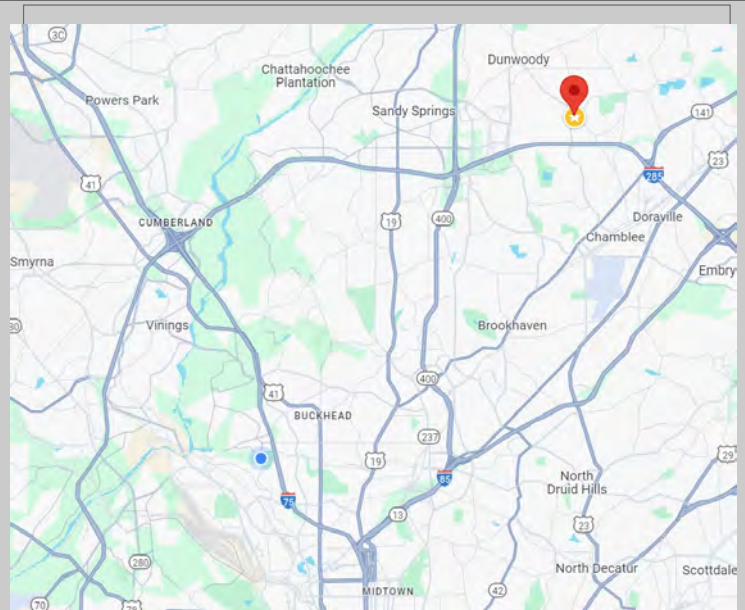 3C
Dunwoody
Chattahoochee
Plantation
Powers Park
Sandy Springs
141
23
41
285
CUMBERLAND
19
400
Doraville
Chamblee
Smyrna
Embry
Vinings
Brookhaven
400
41
BUCKHEAD
237
19
29
85
North
Druid Hills
75
13
23
280
North Decatur
Scottdale
MIDTOWN
42
70
78